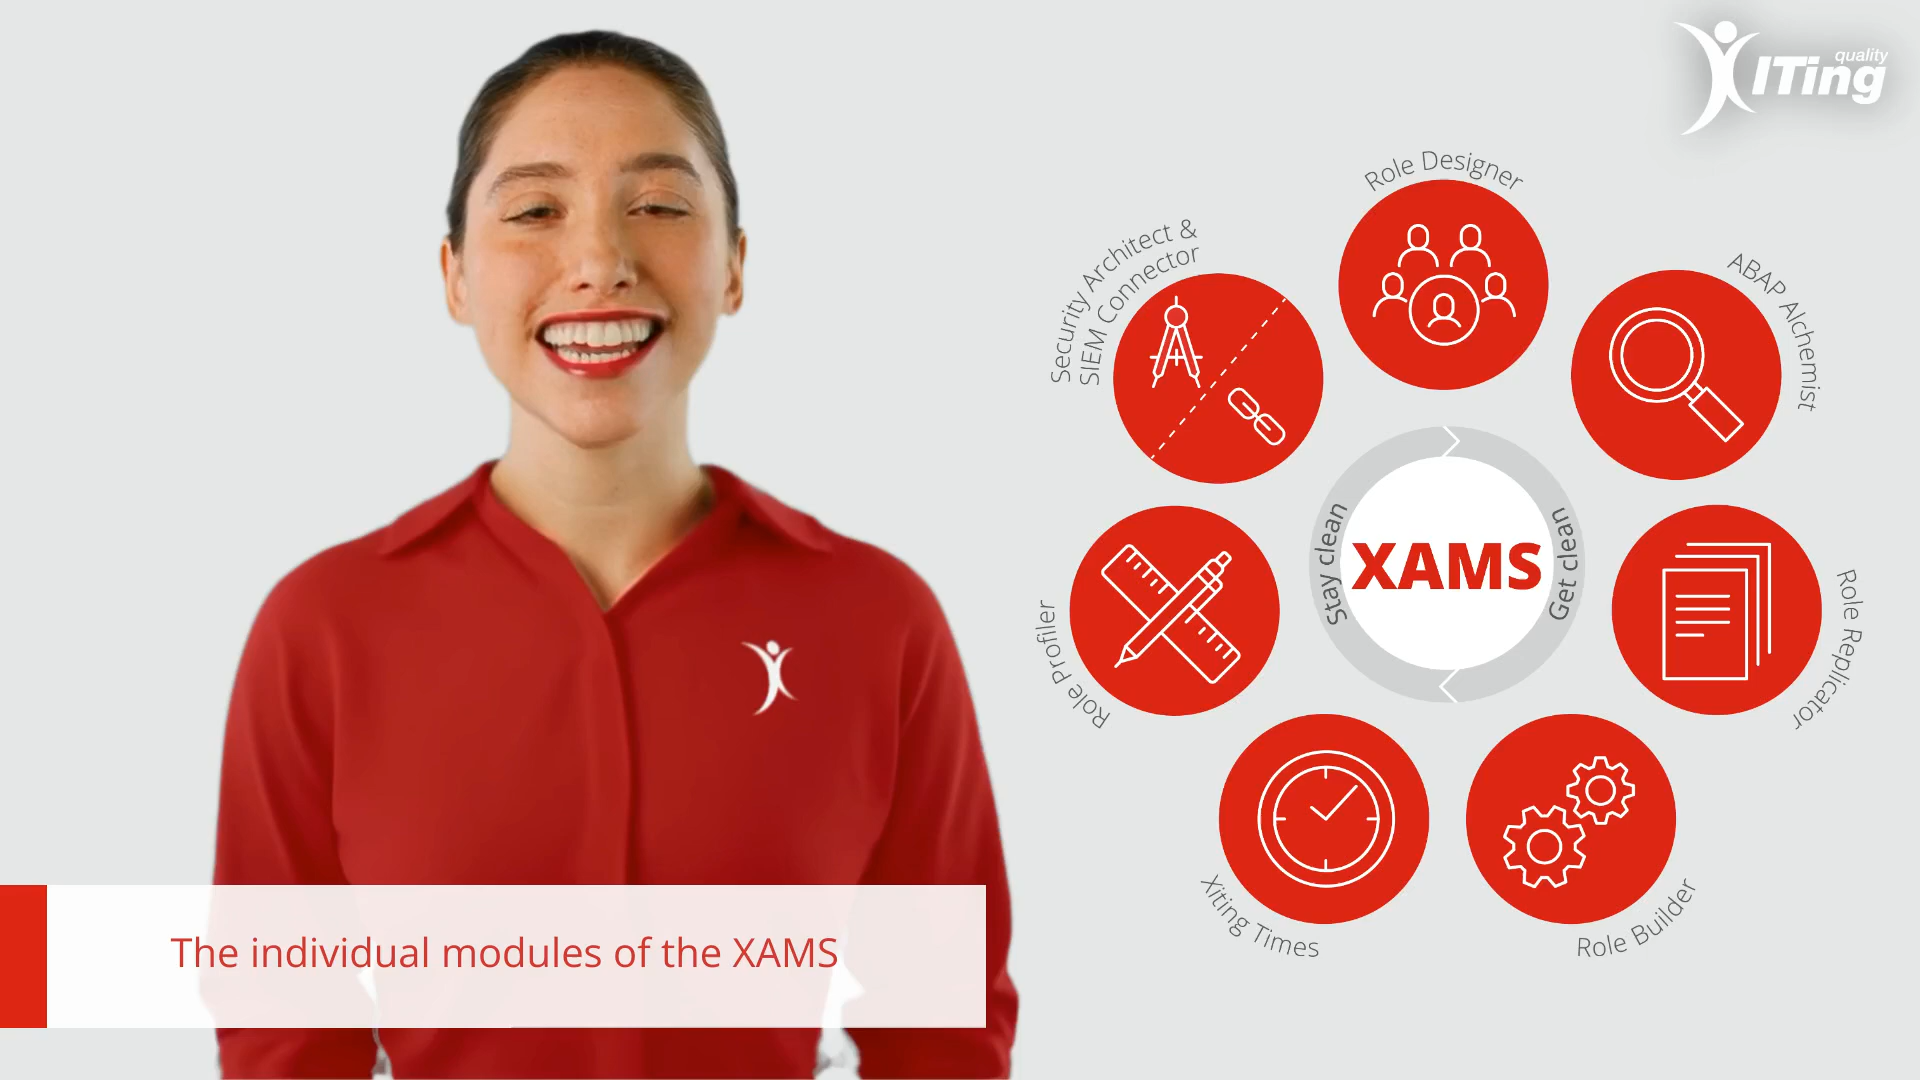 quality
XITing
Role Designer
Security Architect &
SIEM Connector
ABAP Alchemist
Stay clean
XAMS
Get clean
Role Profiler
Role Replicator
Xiting Times
Role Builder
The individual modules of the XAMS